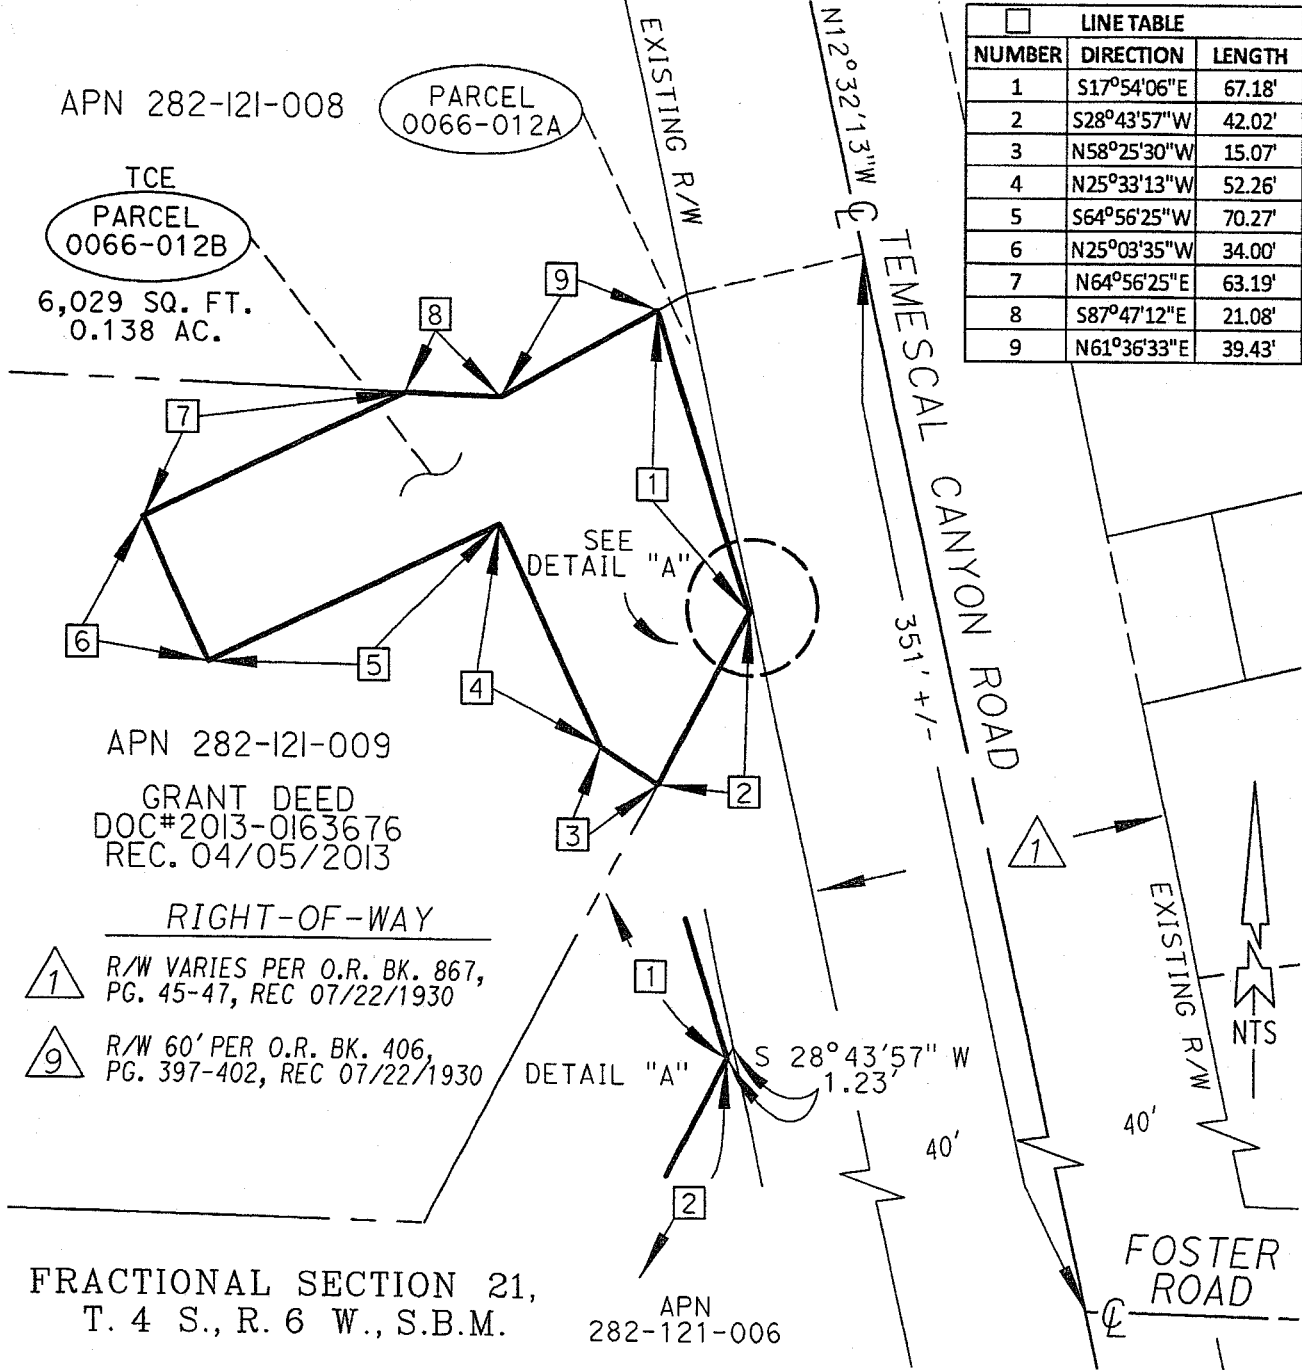 APN 282-121-008
PARCEL
0066-012A
TCE
PARCEL
0066-012B
6,029 SQ. FT.
0.138 AC.
EXISTING R/W
N12°32'13"W
℄
TEMESCAL CANYON ROAD
LINE TABLE
NUMBER DIRECTION LENGTH
1 S17°54'06"E 67.18'
2 S28°43'57"W 42.02'
3 N58°25'30"W 15.07'
4 N25°33'13"W 52.26'
5 S64°56'25"W 70.27'
6 N25°03'35"W 34.00'
7 N64°56'25"E 63.19'
8 S87°47'12"E 21.08'
9 N61°36'33"E 39.43'
9
8
7
1
SEE
DETAIL "A"
6
5
4
3
2
351' +/-
1
APN 282-121-009
GRANT DEED
DOC#2013-0163676
REC. 04/05/2013
RIGHT-OF-WAY
1 R/W VARIES PER O.R. BK. 867,
PG. 45-47, REC 07/22/1930
9 R/W 60' PER O.R. BK. 406,
PG. 397-402, REC 07/22/1930
1
DETAIL "A"
S 28°43'57" W
1.23'
2
40'
40'
EXISTING R/W
N
NTS
FOSTER
ROAD
℄
FRACTIONAL SECTION 21,
T. 4 S., R. 6 W., S.B.M.
APN
282-121-006